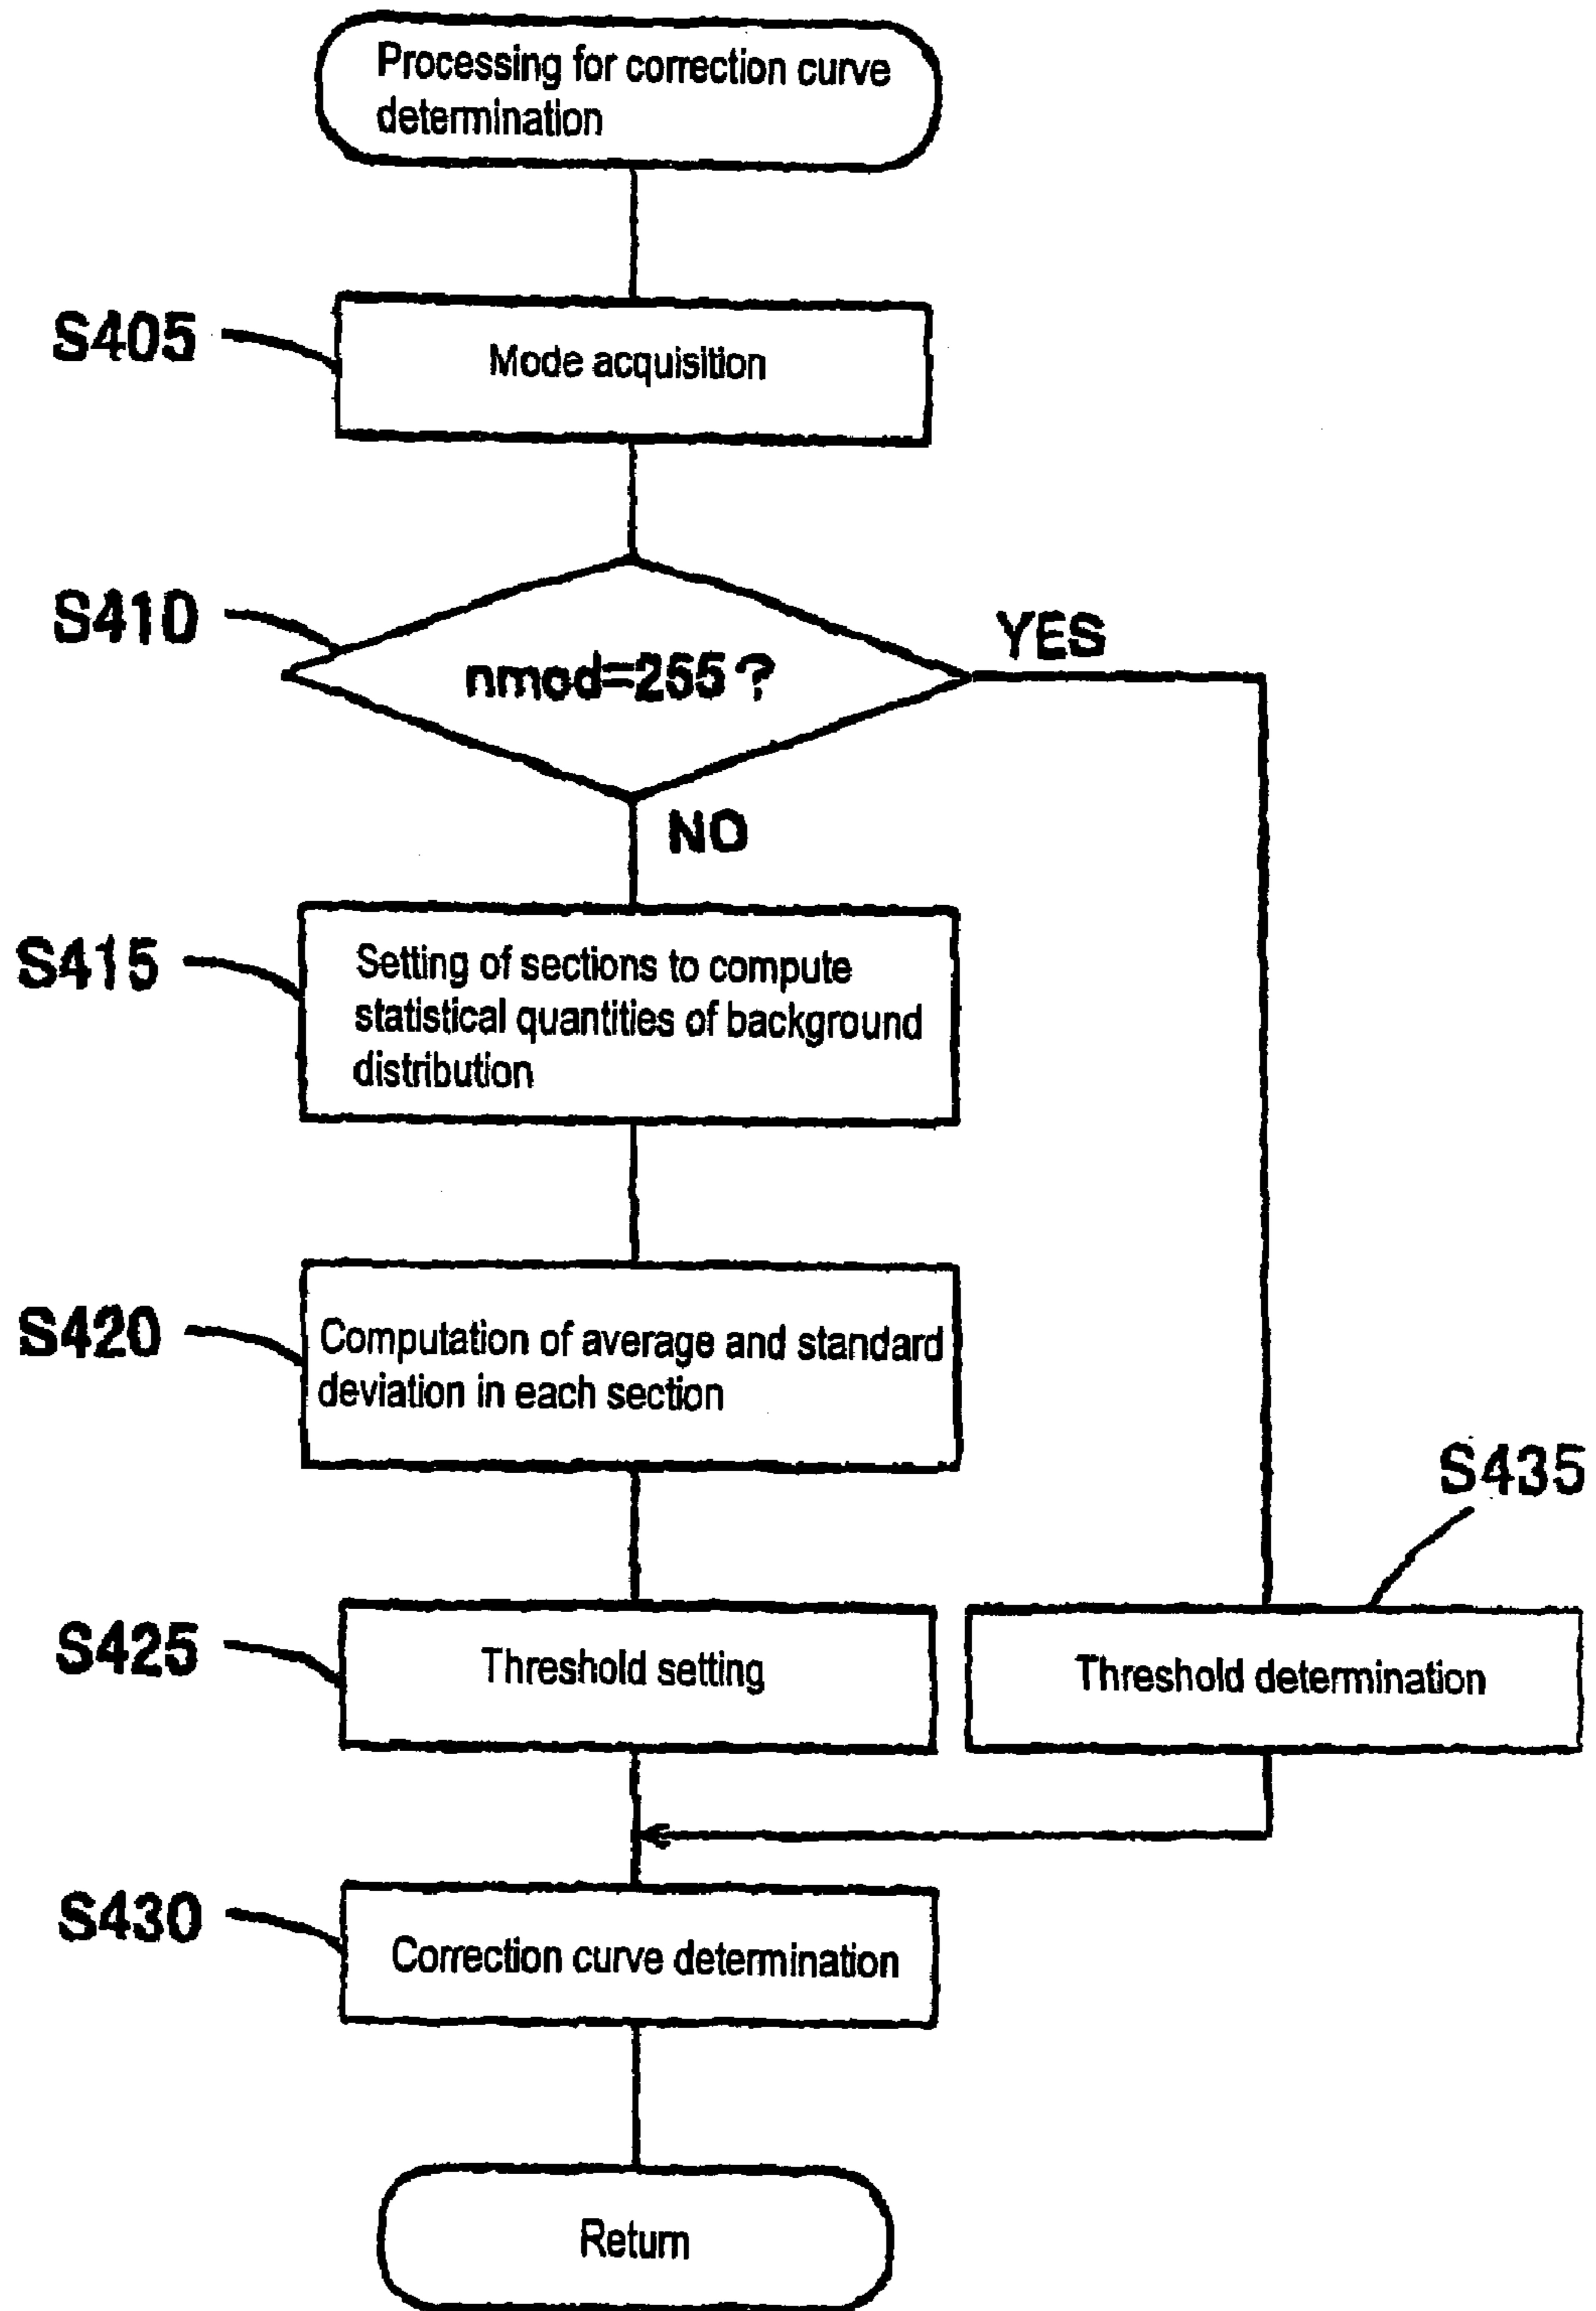 Processing for correction curve
determination
S405
Mode acquisition
S410
nmod=255?
YES
NO
S415
Setting of sections to compute
statistical quantities of background
distribution
S420
Computation of average and standard
deviation in each section
S435
S425
Threshold setting
Threshold determination
S430
Correction curve determination
Return